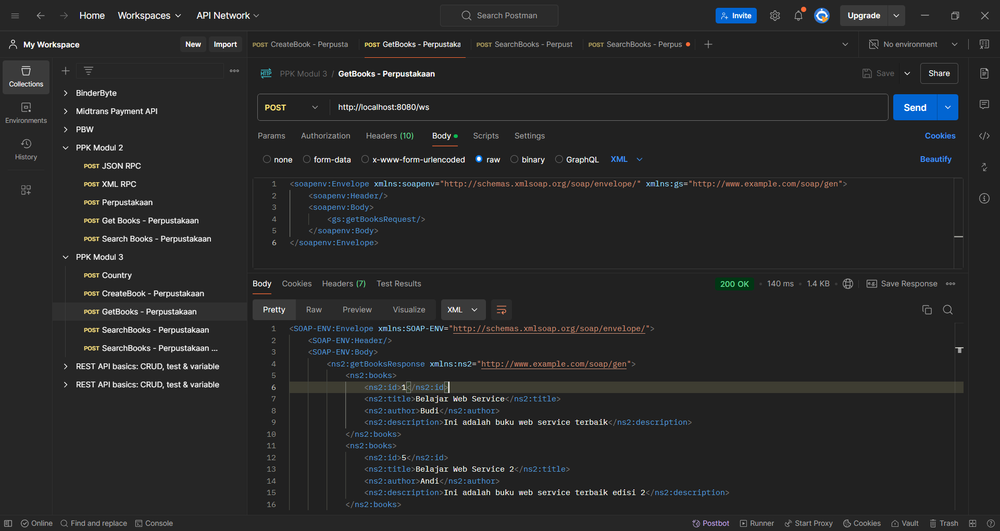 Home
Workspaces
API Network
Search Postman
Invite
Upgrade
My Workspace
New
Import
POST CreateBook - Perpusta
POST GetBooks - Perpustaka
POST SearchBooks - Perpust
POST SearchBooks - Perpus
No environment
Collections
Environments
History
BinderByte
Midtrans Payment API
PBW
PPK Modul 2
POST JSON RPC
POST XML RPC
POST Perpustakaan
POST Get Books - Perpustakaan
POST Search Books - Perpustakaan
PPK Modul 3
POST Country
POST CreateBook - Perpustakaan
POST GetBooks - Perpustakaan
POST SearchBooks - Perpustakaan
POST SearchBooks - Perpustakaan ...
REST API basics: CRUD, test & variable
REST API basics: CRUD, test & variable
HTTP PPK Modul 3 / GetBooks - Perpustakaan
Save
Share
POST http://localhost:8080/ws
Send
Params Authorization Headers (10) Body Scripts Settings Cookies
none form-data x-www-form-urlencoded raw binary GraphQL XML Beautify
1 <soapenv:Envelope xmlns:soapenv="http://schemas.xmlsoap.org/soap/envelope/" xmlns:gs="http://www.example.com/soap/gen">
2 <soapenv:Header/>
3 <soapenv:Body>
4 <gs:getBooksRequest/>
5 </soapenv:Body>
6 </soapenv:Envelope>
Body Cookies Headers (7) Test Results 200 OK 140 ms 1.4 KB e.g. Save Response
Pretty Raw Preview Visualize XML
1 <SOAP-ENV:Envelope xmlns:SOAP-ENV="http://schemas.xmlsoap.org/soap/envelope/">
2 <SOAP-ENV:Header/>
3 <SOAP-ENV:Body>
4 <ns2:getBooksResponse xmlns:ns2="http://www.example.com/soap/gen">
5 <ns2:books>
6 <ns2:id>1</ns2:id>
7 <ns2:title>Belajar Web Service</ns2:title>
8 <ns2:author>Budi</ns2:author>
9 <ns2:description>Ini adalah buku web service terbaik</ns2:description>
10 </ns2:books>
11 <ns2:books>
12 <ns2:id>5</ns2:id>
13 <ns2:title>Belajar Web Service 2</ns2:title>
14 <ns2:author>Andi</ns2:author>
15 <ns2:description>Ini adalah buku web service terbaik edisi 2</ns2:description>
16 </ns2:books>
Online Find and replace Console Postbot Runner Start Proxy Cookies Vault Trash